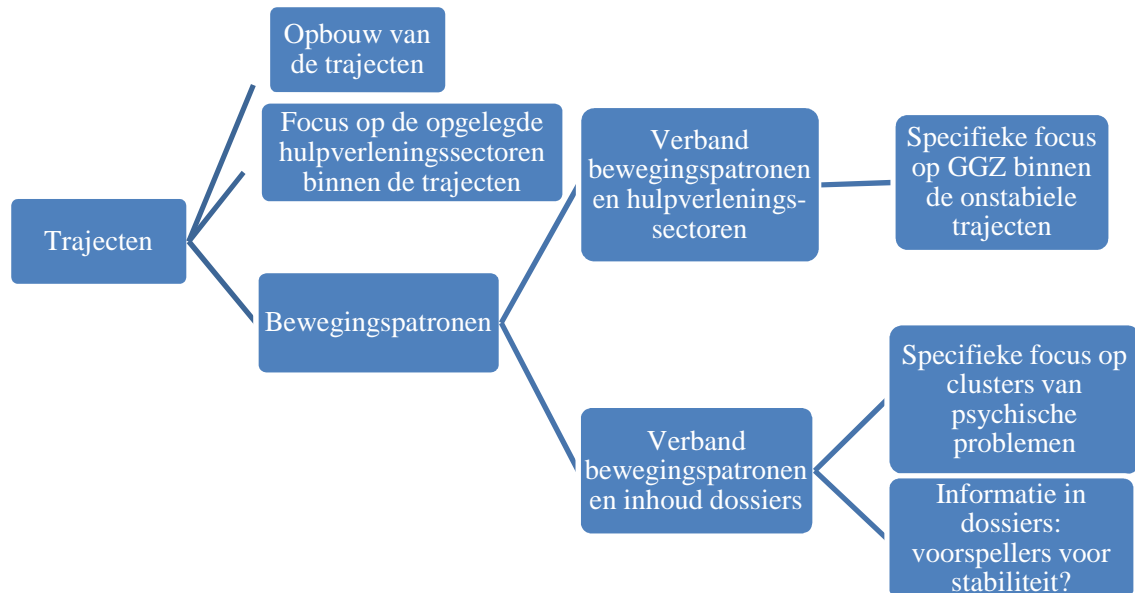 Opbouw van
de trajecten
Focus op de opgelegde
hulpverleningssectoren
binnen de trajecten
Trajecten
Bewegingspatronen
Verband
bewegingspatronen
en hulpverlenings-
sectoren
Specifieke focus
op GGZ binnen
de onstabiele
trajecten
Verband
bewegingspatronen
en inhoud dossiers
Specifieke focus op
clusters van
psychische
problemen
Informatie in
dossiers:
voorspellers voor
stabiliteit?